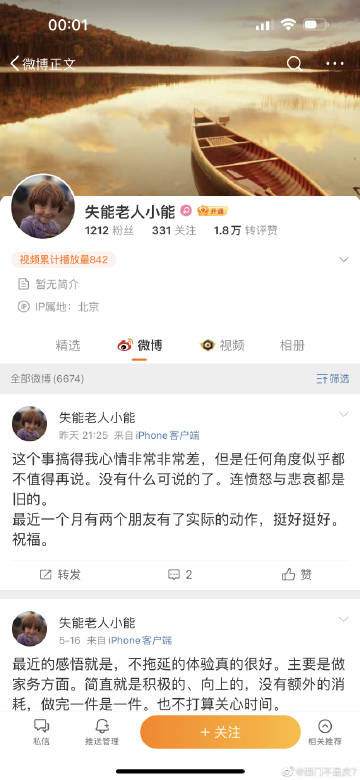 00:01
微博正文
失能老人小能
开通
1212 粉丝 331 关注 1.8万 转评赞
视频累计播放量842
暂无简介
IP属地：北京
精选 微博 视频 相册
全部微博(6674) 筛选
失能老人小能
昨天 21:25 来自 iPhone客户端
这个事搞得我心情非常非常差，但是任何角度似乎都
不值得再说。没有什么可说的了。连愤怒与悲哀都是
旧的。
最近一个月有两个朋友有了实际的动作，挺好挺好。
祝福。
转发 2 赞
失能老人小能
5-16 来自 iPhone客户端
最近的感悟就是，不拖延的体验真的很好。主要是做
家务方面。简直就是积极的、向上的，没有额外的消
耗，做完一件是一件。也不打算关心时间。
私信 推送管理 +关注 相关推荐